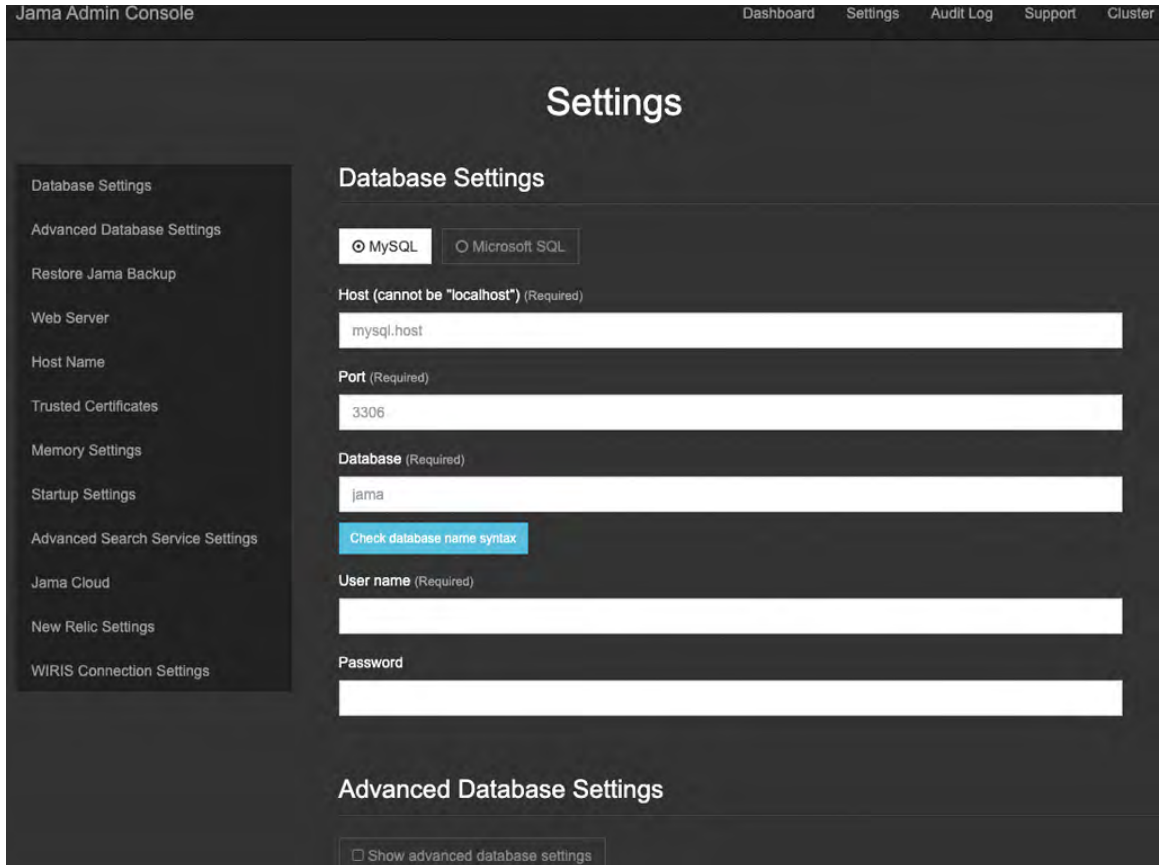 Jama Admin Console
Dashboard Settings Audit Log Support Cluster
Settings
Database Settings
Advanced Database Settings
Restore Jama Backup
Web Server
Host Name
Trusted Certificates
Memory Settings
Startup Settings
Advanced Search Service Settings
Jama Cloud
New Relic Settings
WIRIS Connection Settings
Database Settings
MySQL Microsoft SQL
Host (cannot be "localhost") (Required)
mysql.host
Port (Required)
3306
Database (Required)
jama
Check database name syntax
User name (Required)
Password
Advanced Database Settings
Show advanced database settings